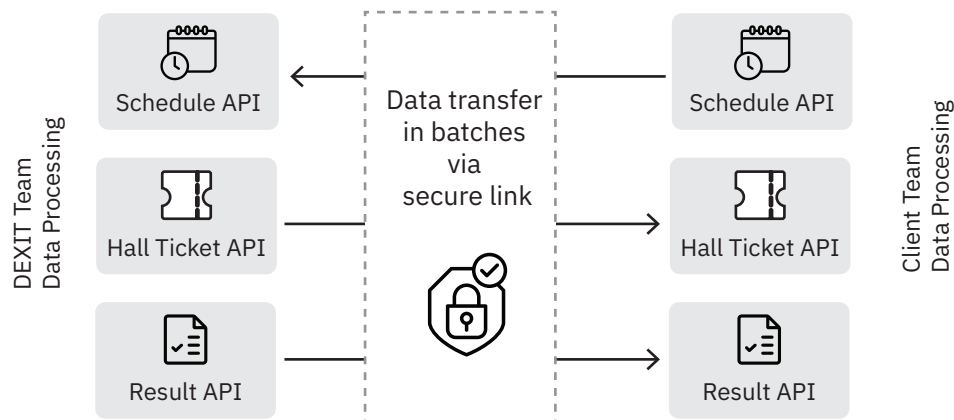 DEXIT Team
Data Processing
Schedule API
Hall Ticket API
Result API
Data transfer
in batches
via
secure link
Schedule API
Hall Ticket API
Result API
Client Team
Data Processing